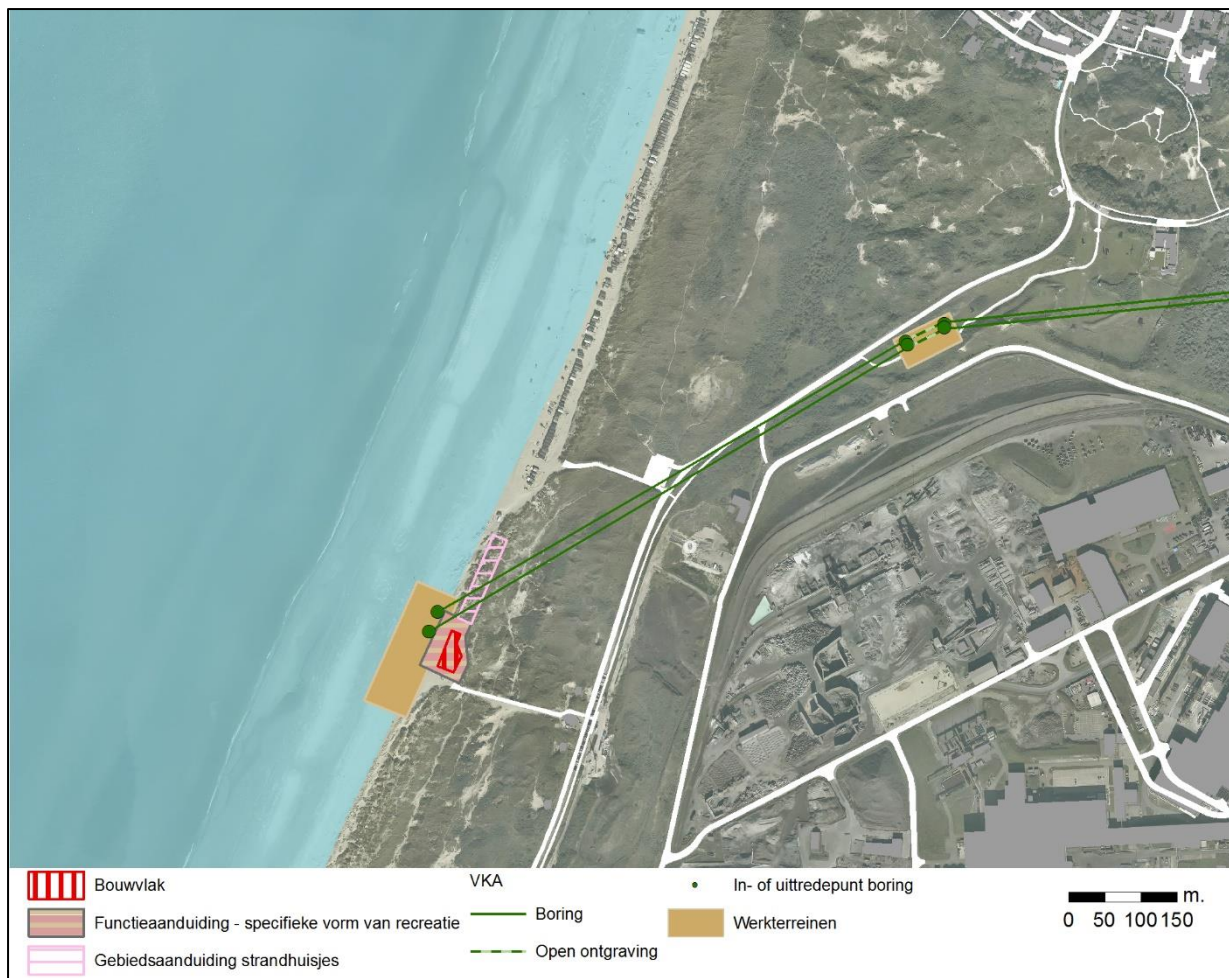 Bouwvlak
Functieaanduiding - specifieke vorm van recreatie
Gebiedsaanduiding strandhuisjes
VKA
Boring
Open ontgraving
In- of uittredepunt boring
Werkterreinen
m.
0 50 100 150